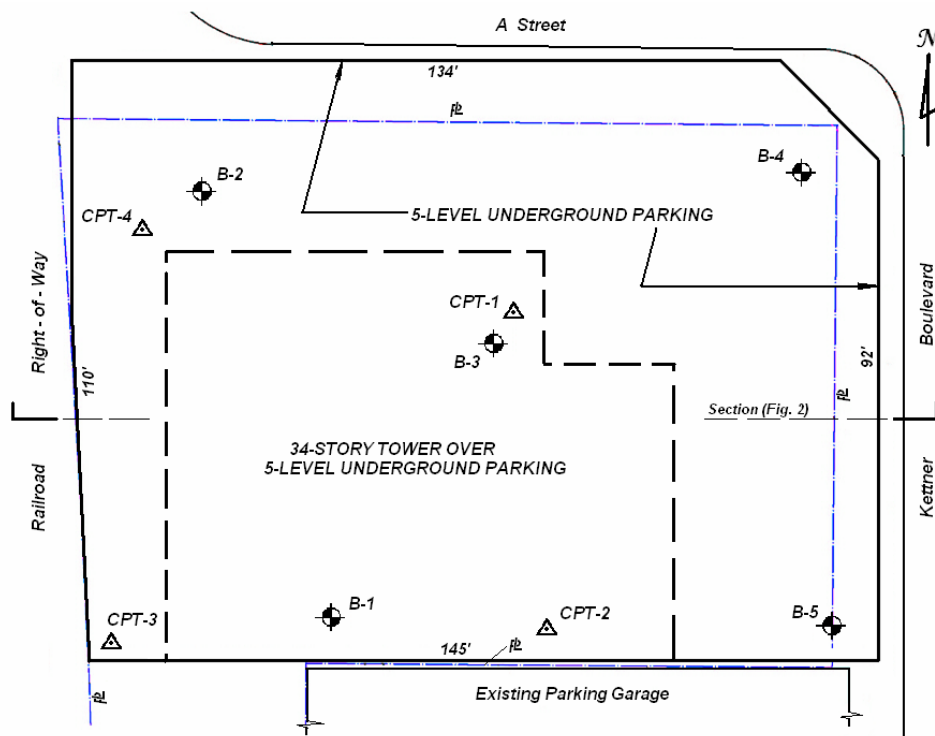 A Street
N
134'
℄
B-2
B-4
CPT-4
5-LEVEL UNDERGROUND PARKING
Right - of - Way
Boulevard
CPT-1
B-3
92'
110'
℄
Section (Fig. 2)
34-STORY TOWER OVER
5-LEVEL UNDERGROUND PARKING
Railroad
Kettner
B-1
CPT-3
CPT-2
B-5
145'
℄
Existing Parking Garage
℄